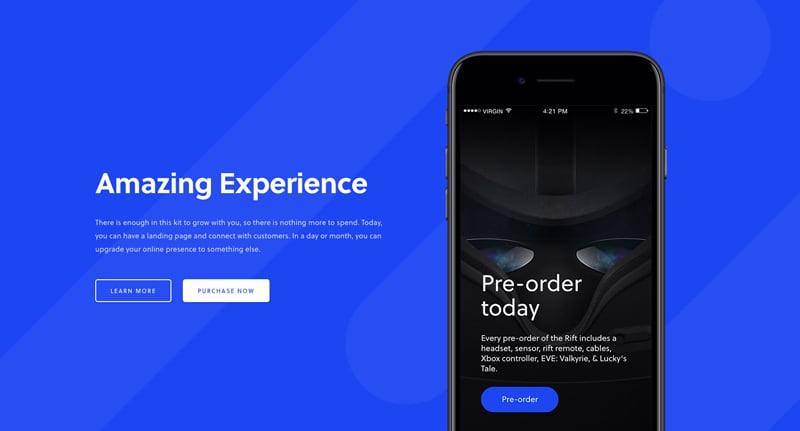 Amazing Experience
There is enough in this kit to grow with you, so there is nothing more to spend. Today,
you can have a landing page and connect with customers. In a day or month, you can
upgrade your online presence to something else.
LEARN MORE
PURCHASE NOW
VIRGIN
4:21 PM
22%
Pre-order
today
Every pre-order of the Rift includes a
headset, sensor, rift remote, cables,
Xbox controller, EVE: Valkyrie, & Lucky's
Tale.
Pre-order